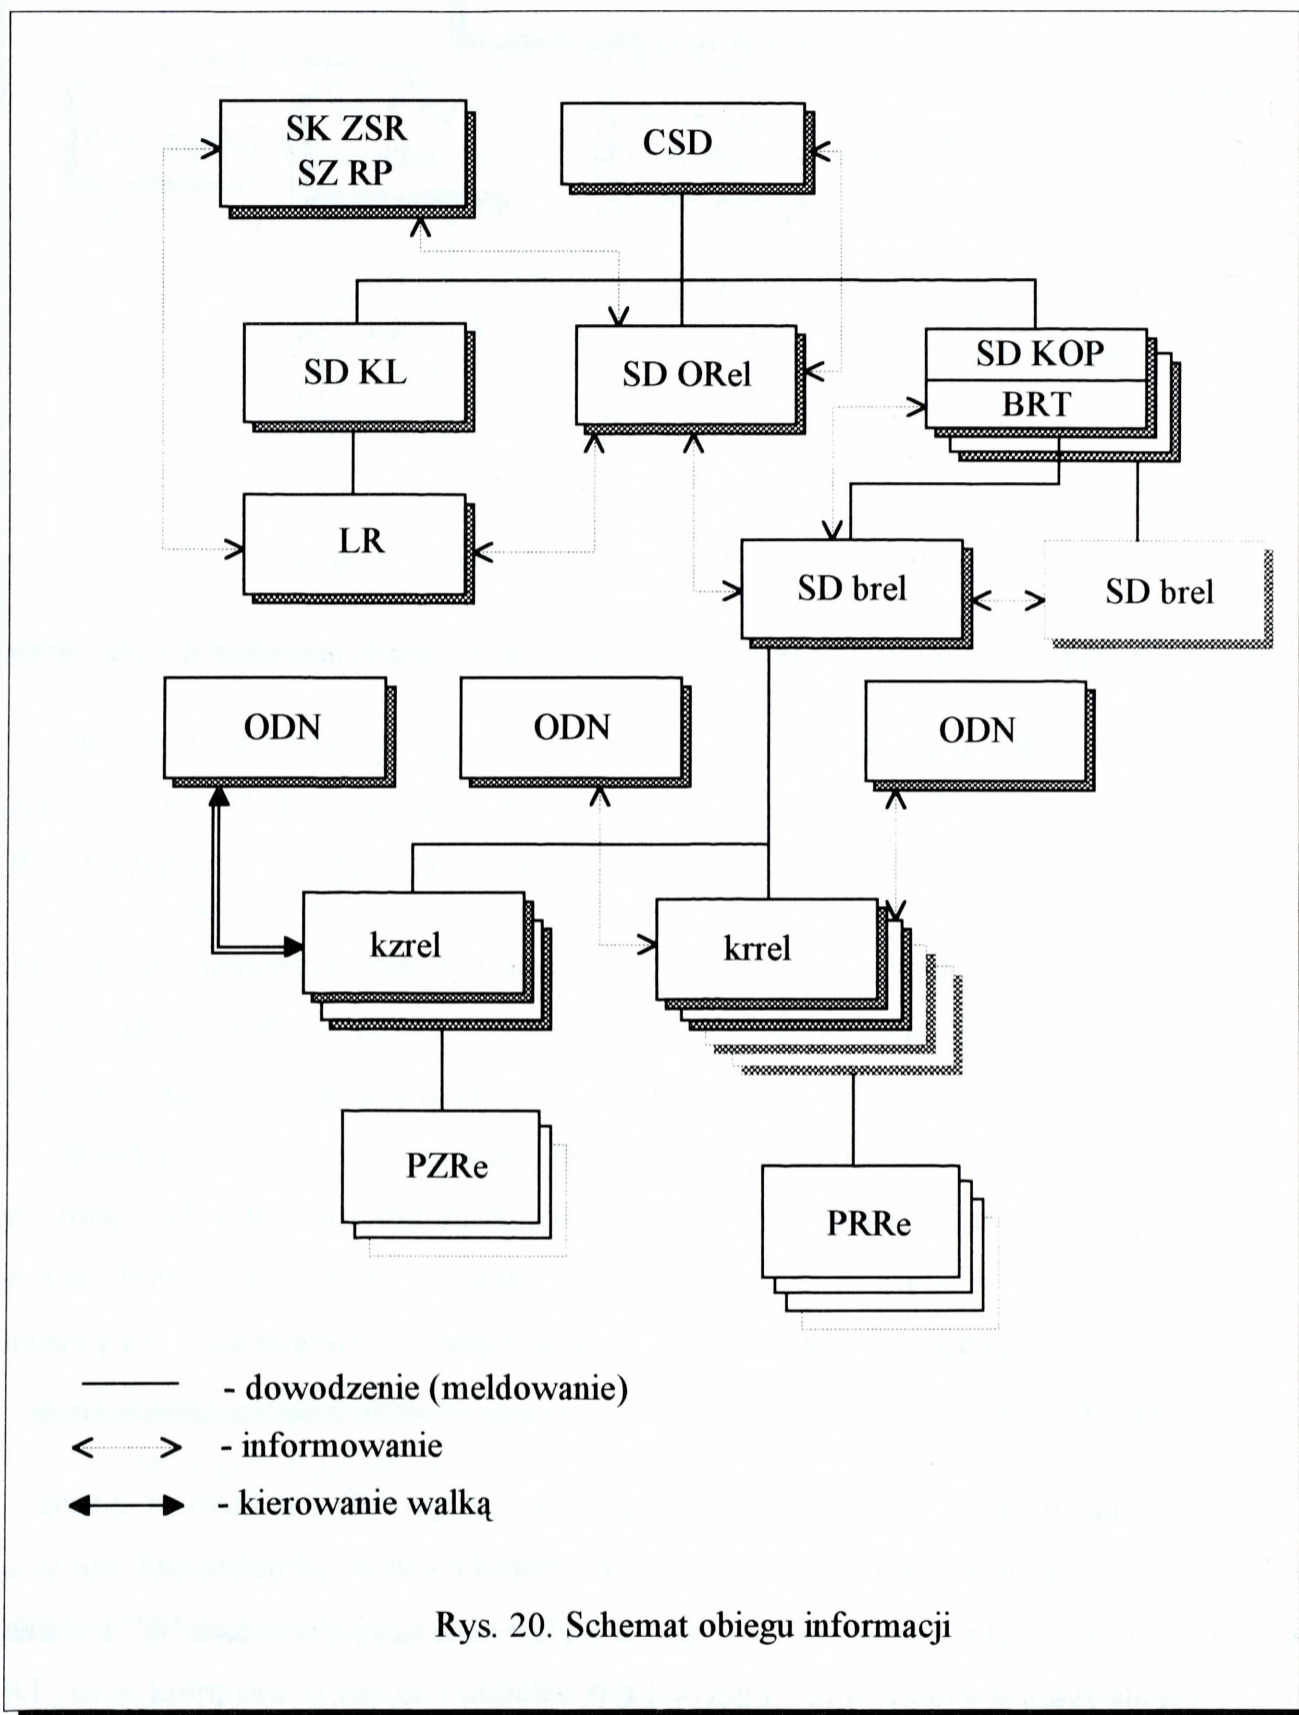 SK ZSR
SZ RP
CSD
SD KL
SD ORel
SD KOP
BRT
LR
SD brel
SD brel
ODN
ODN
ODN
kzrel
krrel
PZRe
PRRe
- dowodzenie (meldowanie)
- informowanie
- kierowanie walką
Rys. 20. Schemat obiegu informacji